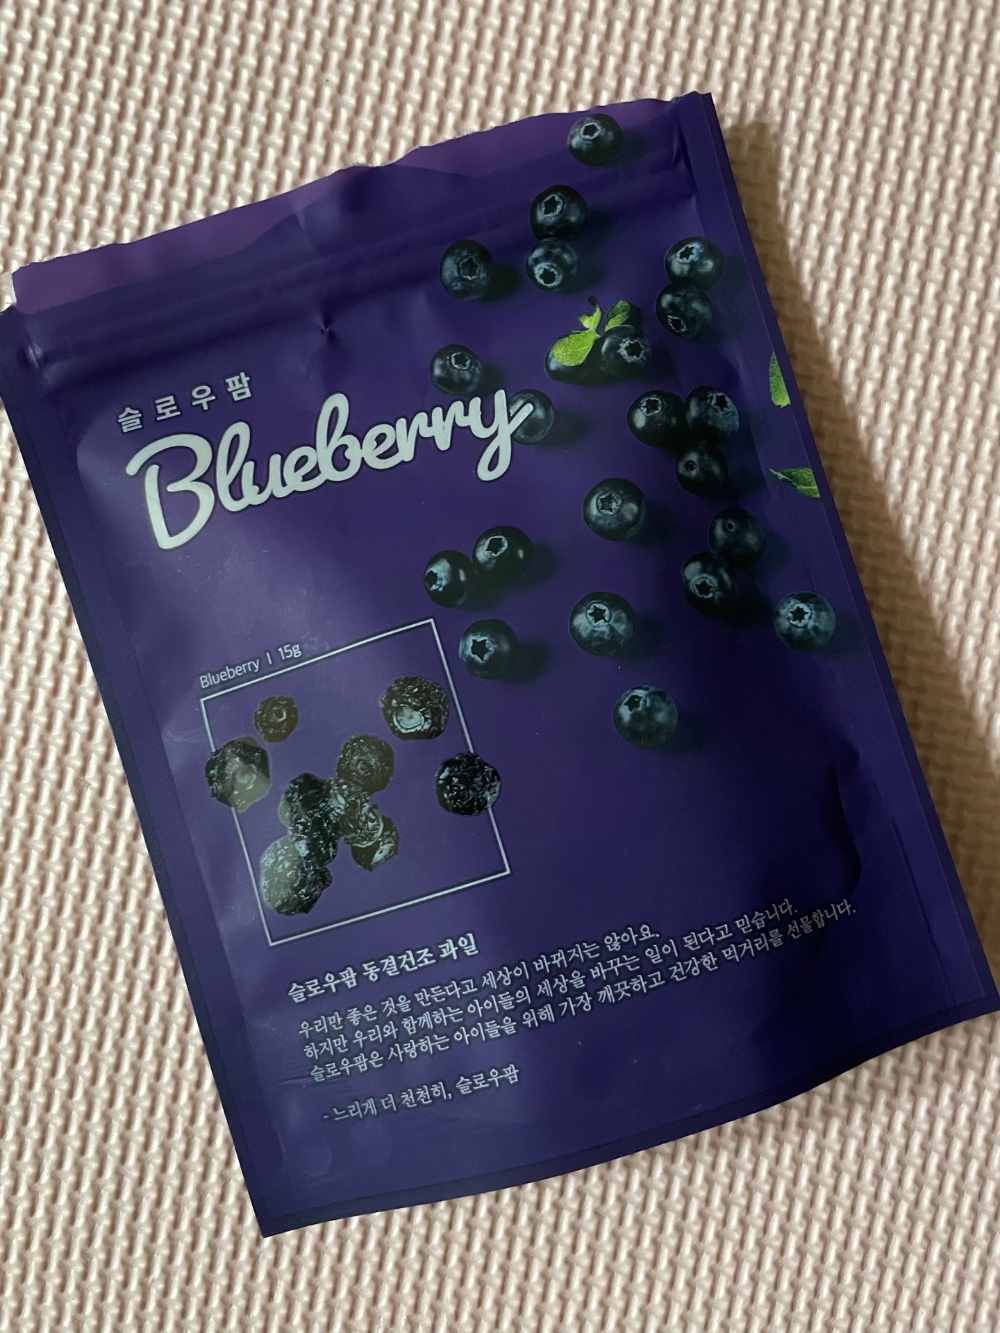 슬로우팜
Blueberry
Blueberry | 15g
슬로우팜 동결건조 과일
우리만 좋은 것을 만든다고 세상이 바뀌지는 않아요.
하지만 우리와 함께하는 아이들의 세상을 바꾸는 일이 된다고 믿습니다.
슬로우팜은 사랑하는 아이들을 위해 가장 깨끗하고 건강한 먹거리를 선물합니다.
- 느리게 더 천천히, 슬로우팜